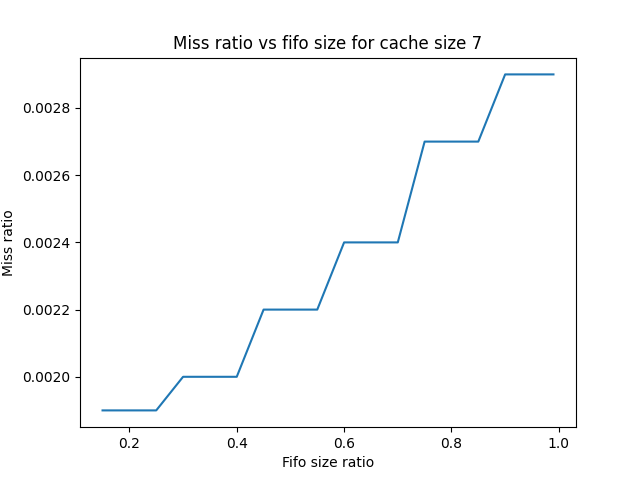 Miss ratio vs fifo size for cache size 7
Miss ratio
0.0028
0.0026
0.0024
0.0022
0.0020
0.2 0.4 0.6 0.8 1.0
Fifo size ratio